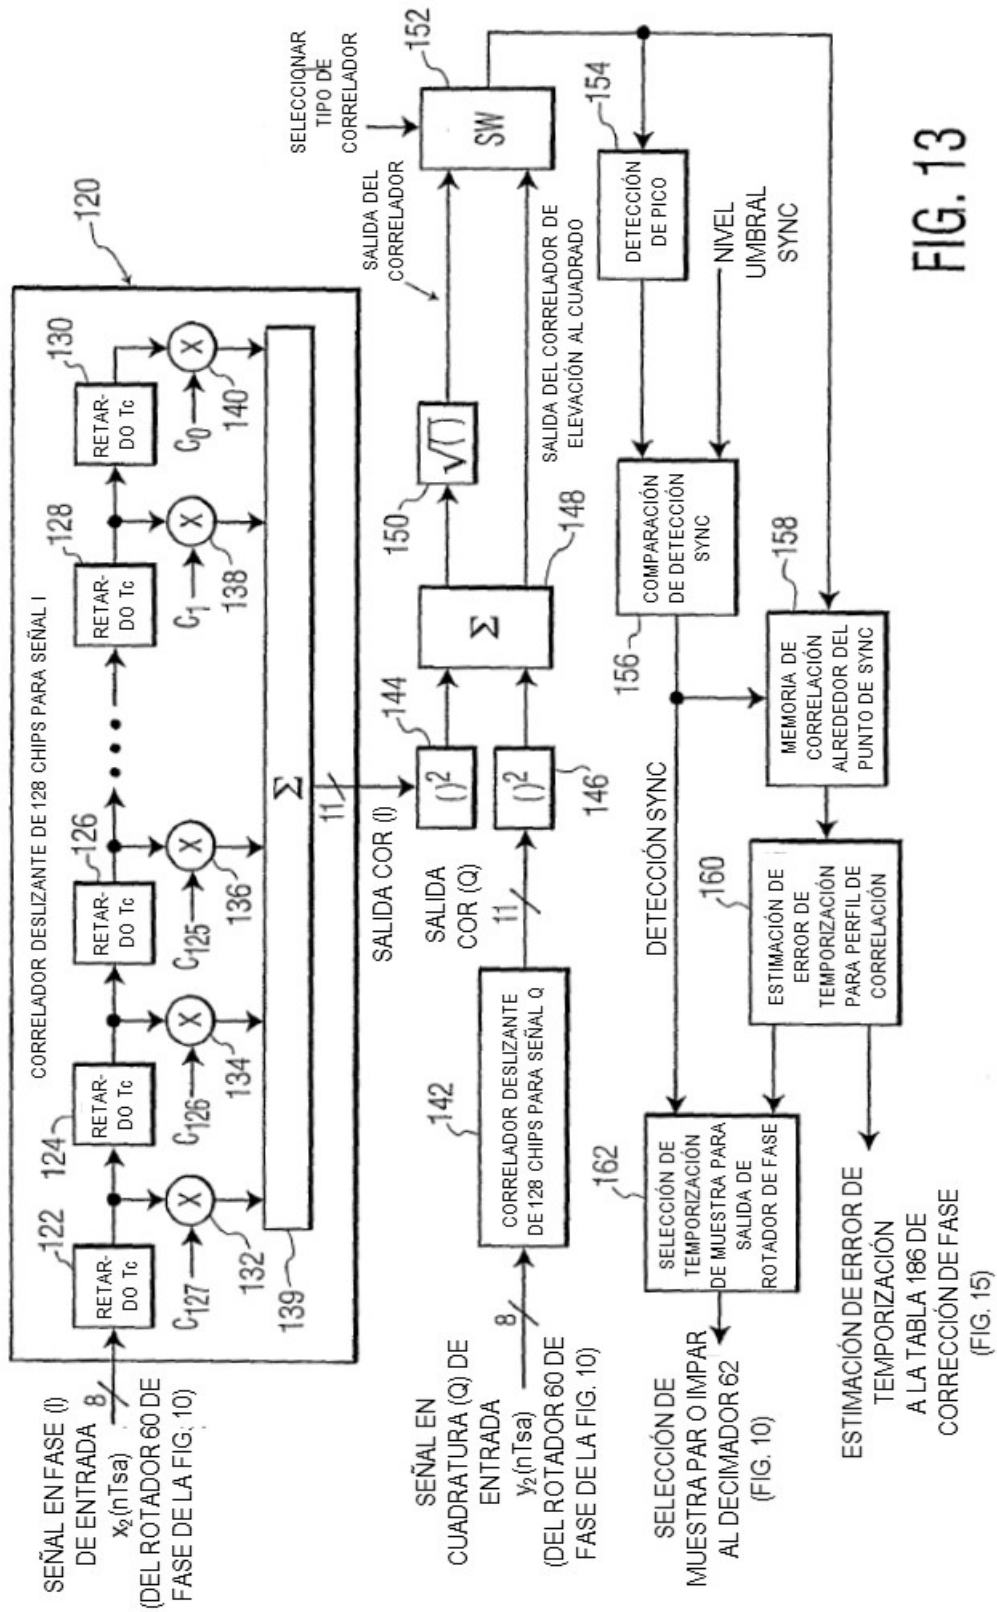 CORRELADOR DESLIZANTE DE 128 CHIPS PARA SEÑAL I
120
SEÑAL EN FASE (I)
DE ENTRADA
x2(nTsa)
(DEL ROTADOR 60 DE
FASE DE LA FIG: 10)
8
122
RETAR-
DO Tc
124
RETAR-
DO Tc
126
RETAR-
DO Tc
128
RETAR-
DO Tc
130
RETAR-
DO Tc
C127
X
132
C126
X
134
C125
X
136
C1
X
138
C0
X
140
139
Σ
11
SALIDA COR (I)
SEÑAL EN
CUADRATURA (Q) DE
ENTRADA
y2(nTsa)
(DEL ROTADOR 60 DE
FASE DE LA FIG. 10)
8
142
CORRELADOR DESLIZANTE
DE 128 CHIPS PARA SEÑAL Q
SALIDA
COR (Q)
11
( )2
144
( )2
146
Σ
148
150
√( )
SALIDA DEL
CORRELADOR
SALIDA DEL CORRELADOR DE
ELEVACIÓN AL CUADRADO
SELECCIONAR
TIPO DE
CORRELADOR
SW
152
154
DETECCIÓN
DE PICO
NIVEL
UMBRAL
SYNC
156
COMPARACIÓN
DE DETECCIÓN
SYNC
DETECCIÓN SYNC
158
MEMORIA DE
CORRELACIÓN
ALREDEDOR DEL
PUNTO DE SYNC
160
ESTIMACIÓN DE
ERROR DE
TEMPORIZACIÓN
PARA PERFIL DE
CORRELACIÓN
162
SELECCIÓN DE
TEMPORIZACIÓN
DE MUESTRA PARA
SALIDA DE
ROTADOR DE FASE
SELECCIÓN DE
MUESTRA PAR O IMPAR
AL DECIMADOR 62
(FIG. 10)
ESTIMACIÓN DE ERROR DE
TEMPORIZACIÓN
A LA TABLA 186 DE
CORRECCIÓN DE FASE
(FIG. 15)
FIG. 13